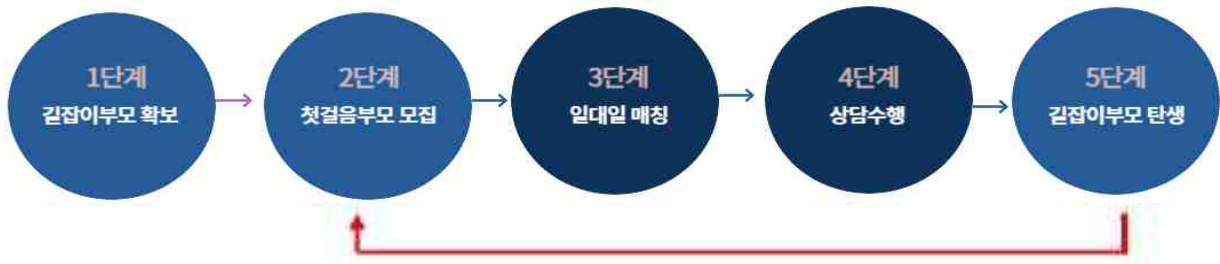 1단계
길잡이부모 확보
2단계
첫걸음부모 모집
3단계
일대일 매칭
4단계
상담수행
5단계
길잡이부모 탄생